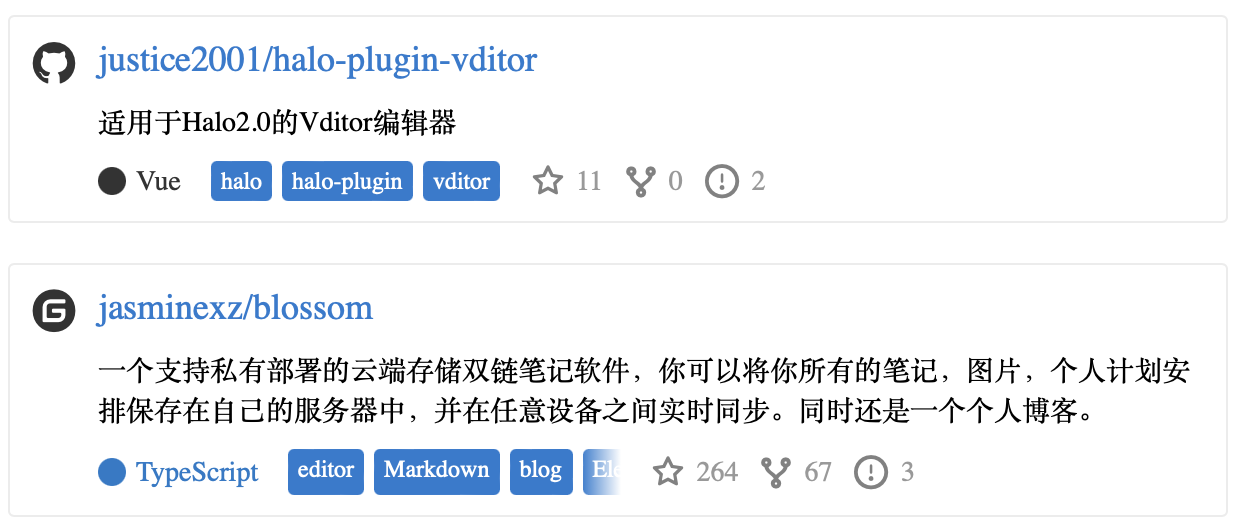 justice2001/halo-plugin-vditor
适用于Halo2.0的Vditor编辑器
Vue halo halo-plugin vditor 11 0 2
jasminexz/blossom
一个支持私有部署的云端存储双链笔记软件，你可以将你所有的笔记，图片，个人计划安
排保存在自己的服务器中，并在任意设备之间实时同步。同时还是一个个人博客。
TypeScript editor Markdown blog Ele 264 67 3